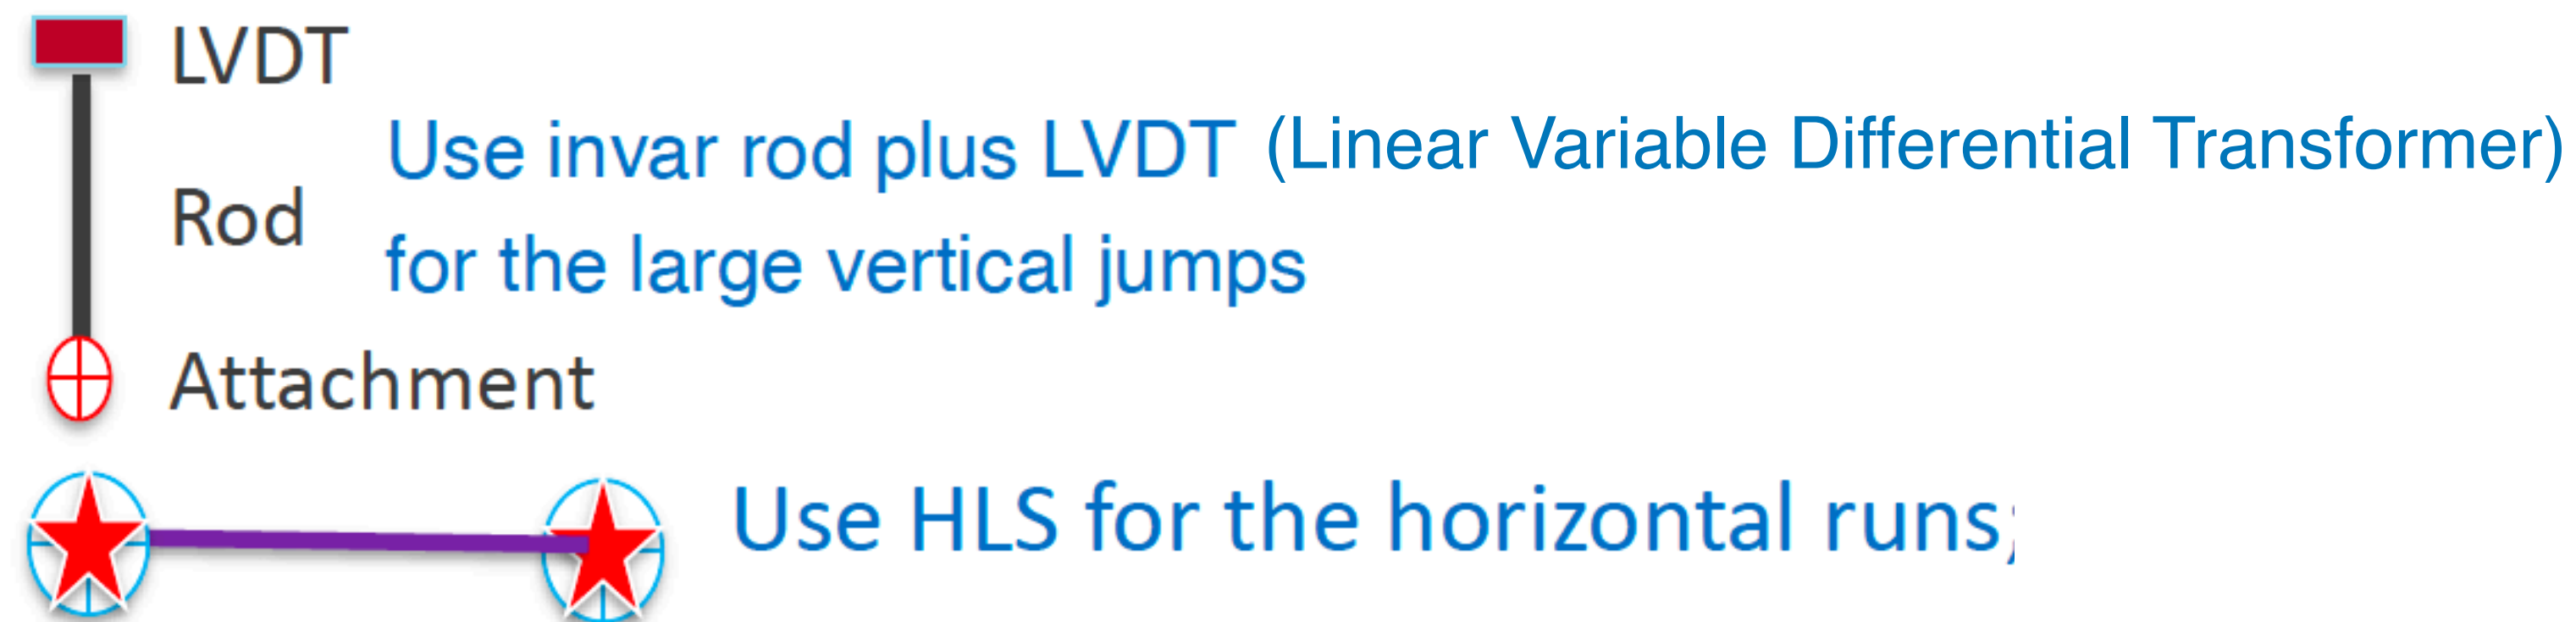 LVDT
Use invar rod plus LVDT (Linear Variable Differential Transformer)
Rod
for the large vertical jumps
Attachment
Use HLS for the horizontal runs;